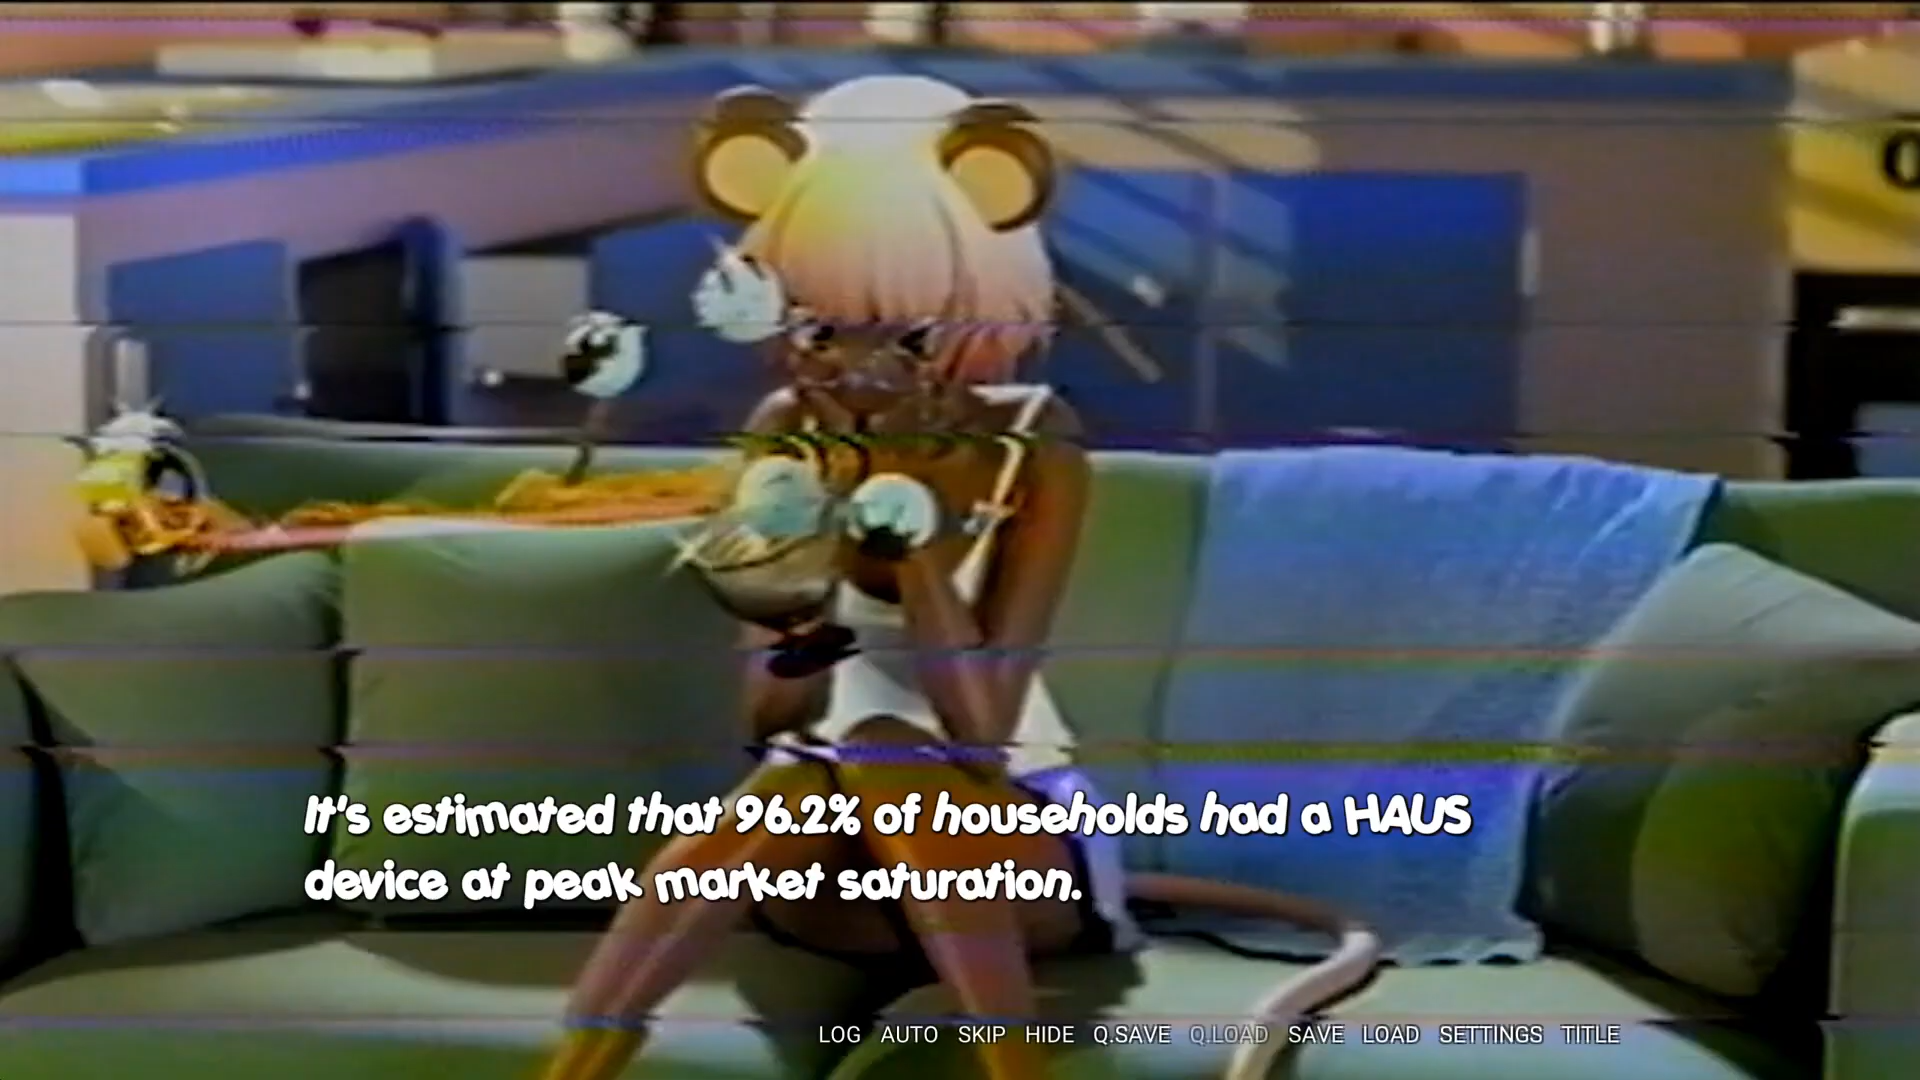 It's estimated that 96.2% of households had a HAUS
device at peak market saturation.
LOG AUTO SKIP HIDE Q.SAVE Q.LOAD SAVE LOAD SETTINGS TITLE